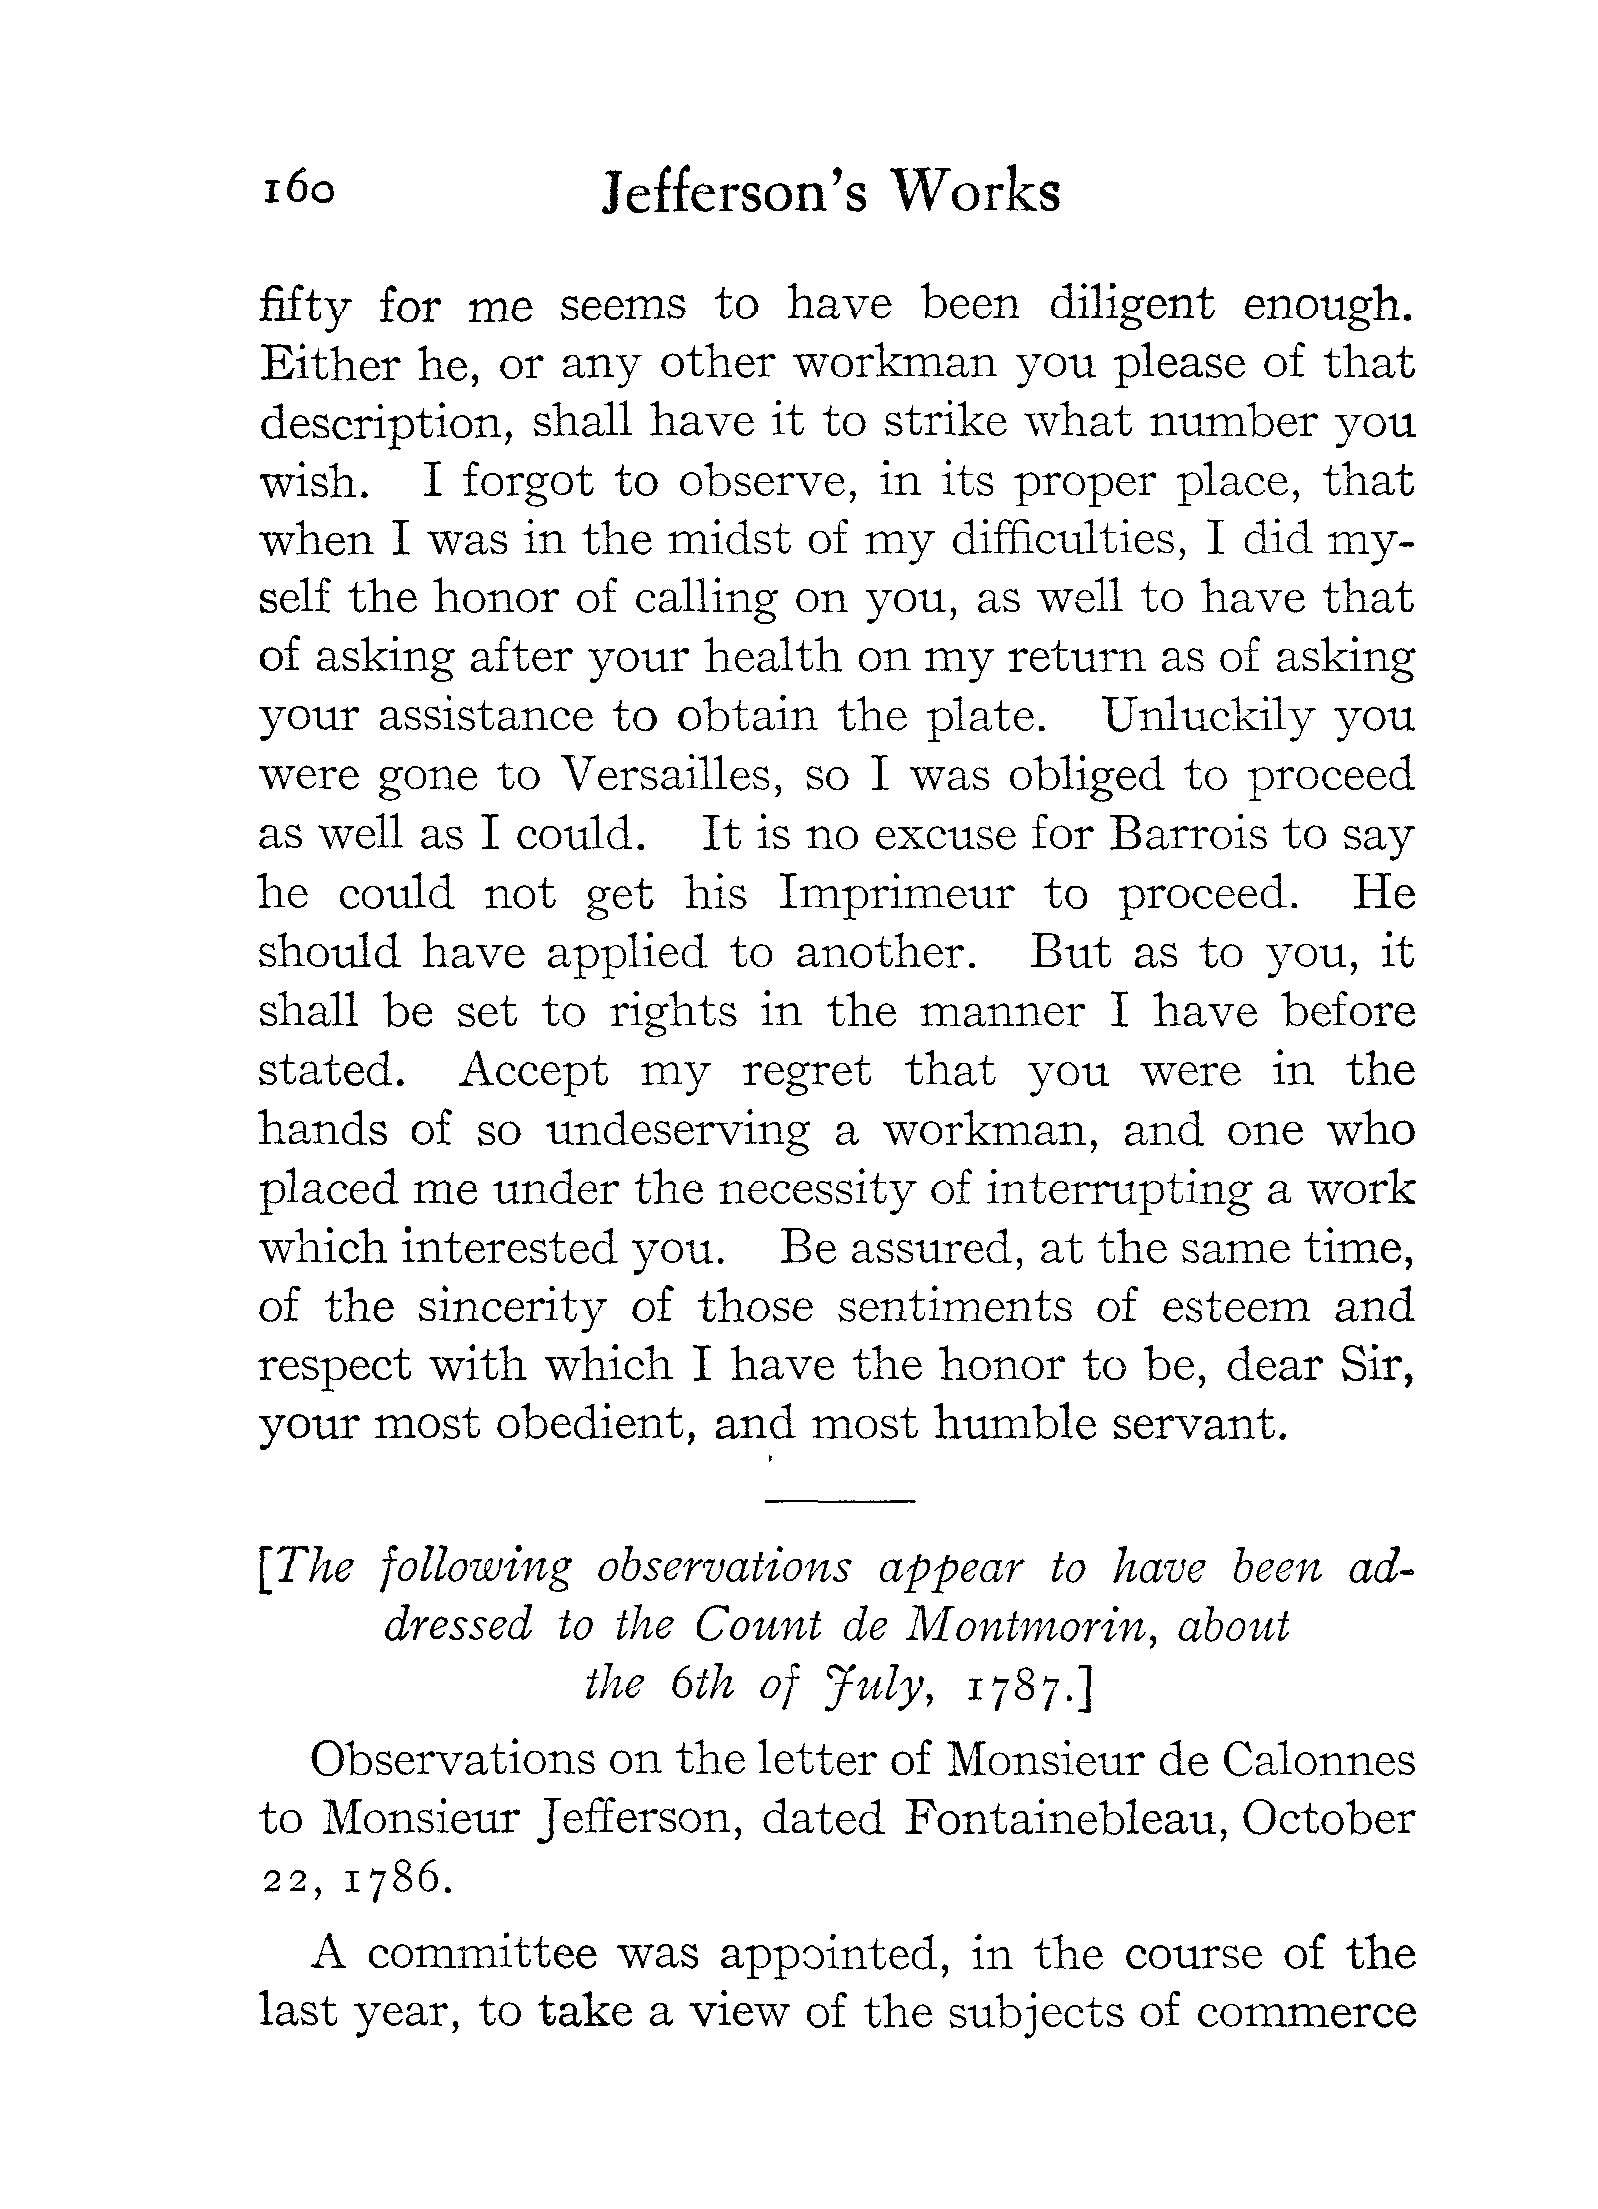 160 Jefferson's Works
fifty for me seems to have been diligent enough.
Either he, or any other workman you please of that
description, shall have it to strike what number you
wish. I forgot to observe, in its proper place, that
when I was in the midst of my difficulties, I did my-
self the honor of calling on you, as well to have that
of asking after your health on my return as of asking
your assistance to obtain the plate. Unluckily you
were gone to Versailles, so I was obliged to proceed
as well as I could. It is no excuse for Barrois to say
he could not get his Imprimeur to proceed. He
should have applied to another. But as to you, it
shall be set to rights in the manner I have before
stated. Accept my regret that you were in the
hands of so undeserving a workman, and one who
placed me under the necessity of interrupting a work
which interested you. Be assured, at the same time,
of the sincerity of those sentiments of esteem and
respect with which I have the honor to be, dear Sir,
your most obedient, and most humble servant.
[The following observations appear to have been ad-
dressed to the Count de Montmorin, about
the 6th of July, 1787.]
Observations on the letter of Monsieur de Calonnes
to Monsieur Jefferson, dated Fontainebleau, October
22, 1786.
A committee was appointed, in the course of the
last year, to take a view of the subjects of commerce